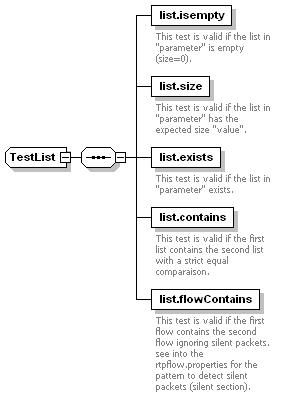 list.isempty
This test is valid if the list in
"parameter" is empty
(size=0).
list.size
This test is valid if the list in
"parameter" has the
expected size "value".
TestList
list.exists
This test is valid if the list in
"parameter" exists.
list.contains
This test is valid if the first
list contains the second list
with a strict equal
comparaison.
list.flowContains
This test is valid if the first
flow contains the second
flow ignoring silent packets.
see into the
rtpflow.properties for the
pattern to detect silent
packets (silent section).